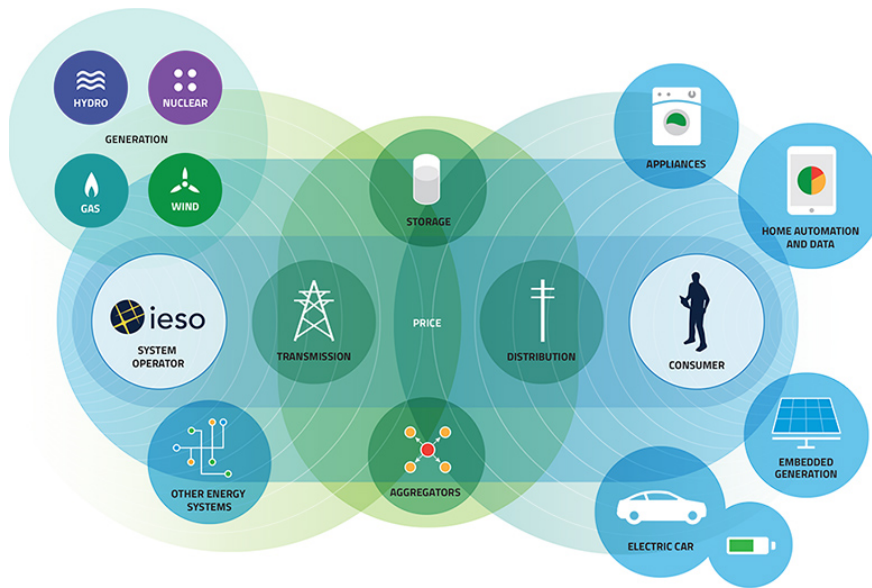 HYDRO
NUCLEAR
GENERATION
GAS
WIND
STORAGE
APPLIANCES
HOME AUTOMATION
AND DATA
ieso
SYSTEM
OPERATOR
TRANSMISSION
PRICE
DISTRIBUTION
CONSUMER
OTHER ENERGY
SYSTEMS
AGGREGATORS
EMBEDDED
GENERATION
ELECTRIC CAR